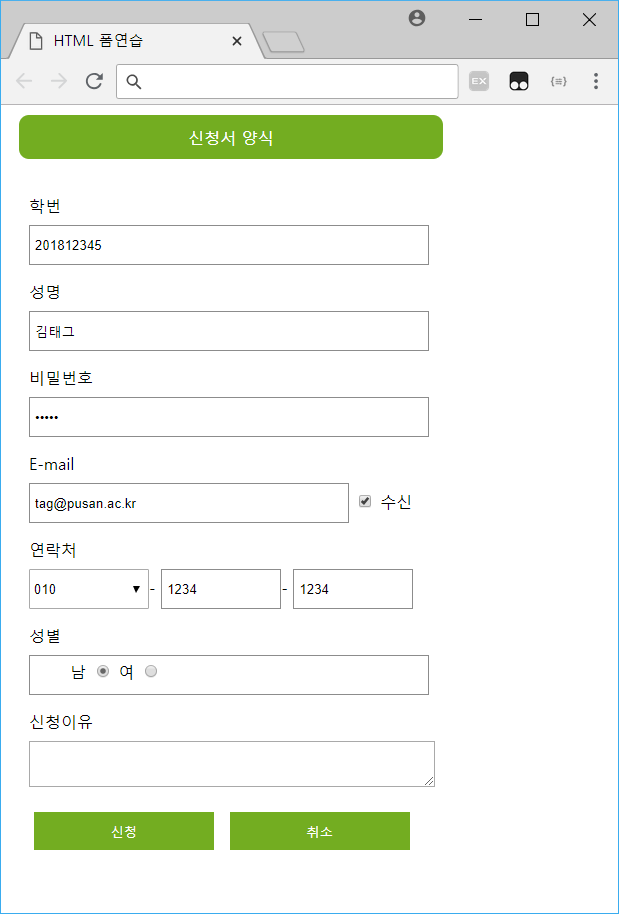 HTML 폼연습
EX
{≡}
신청서 양식
학번
201812345
성명
김태그
비밀번호
•••••
E-mail
tag@pusan.ac.kr 수신
연락처
010 - 1234 - 1234
성별
남 여
신청이유
신청 취소